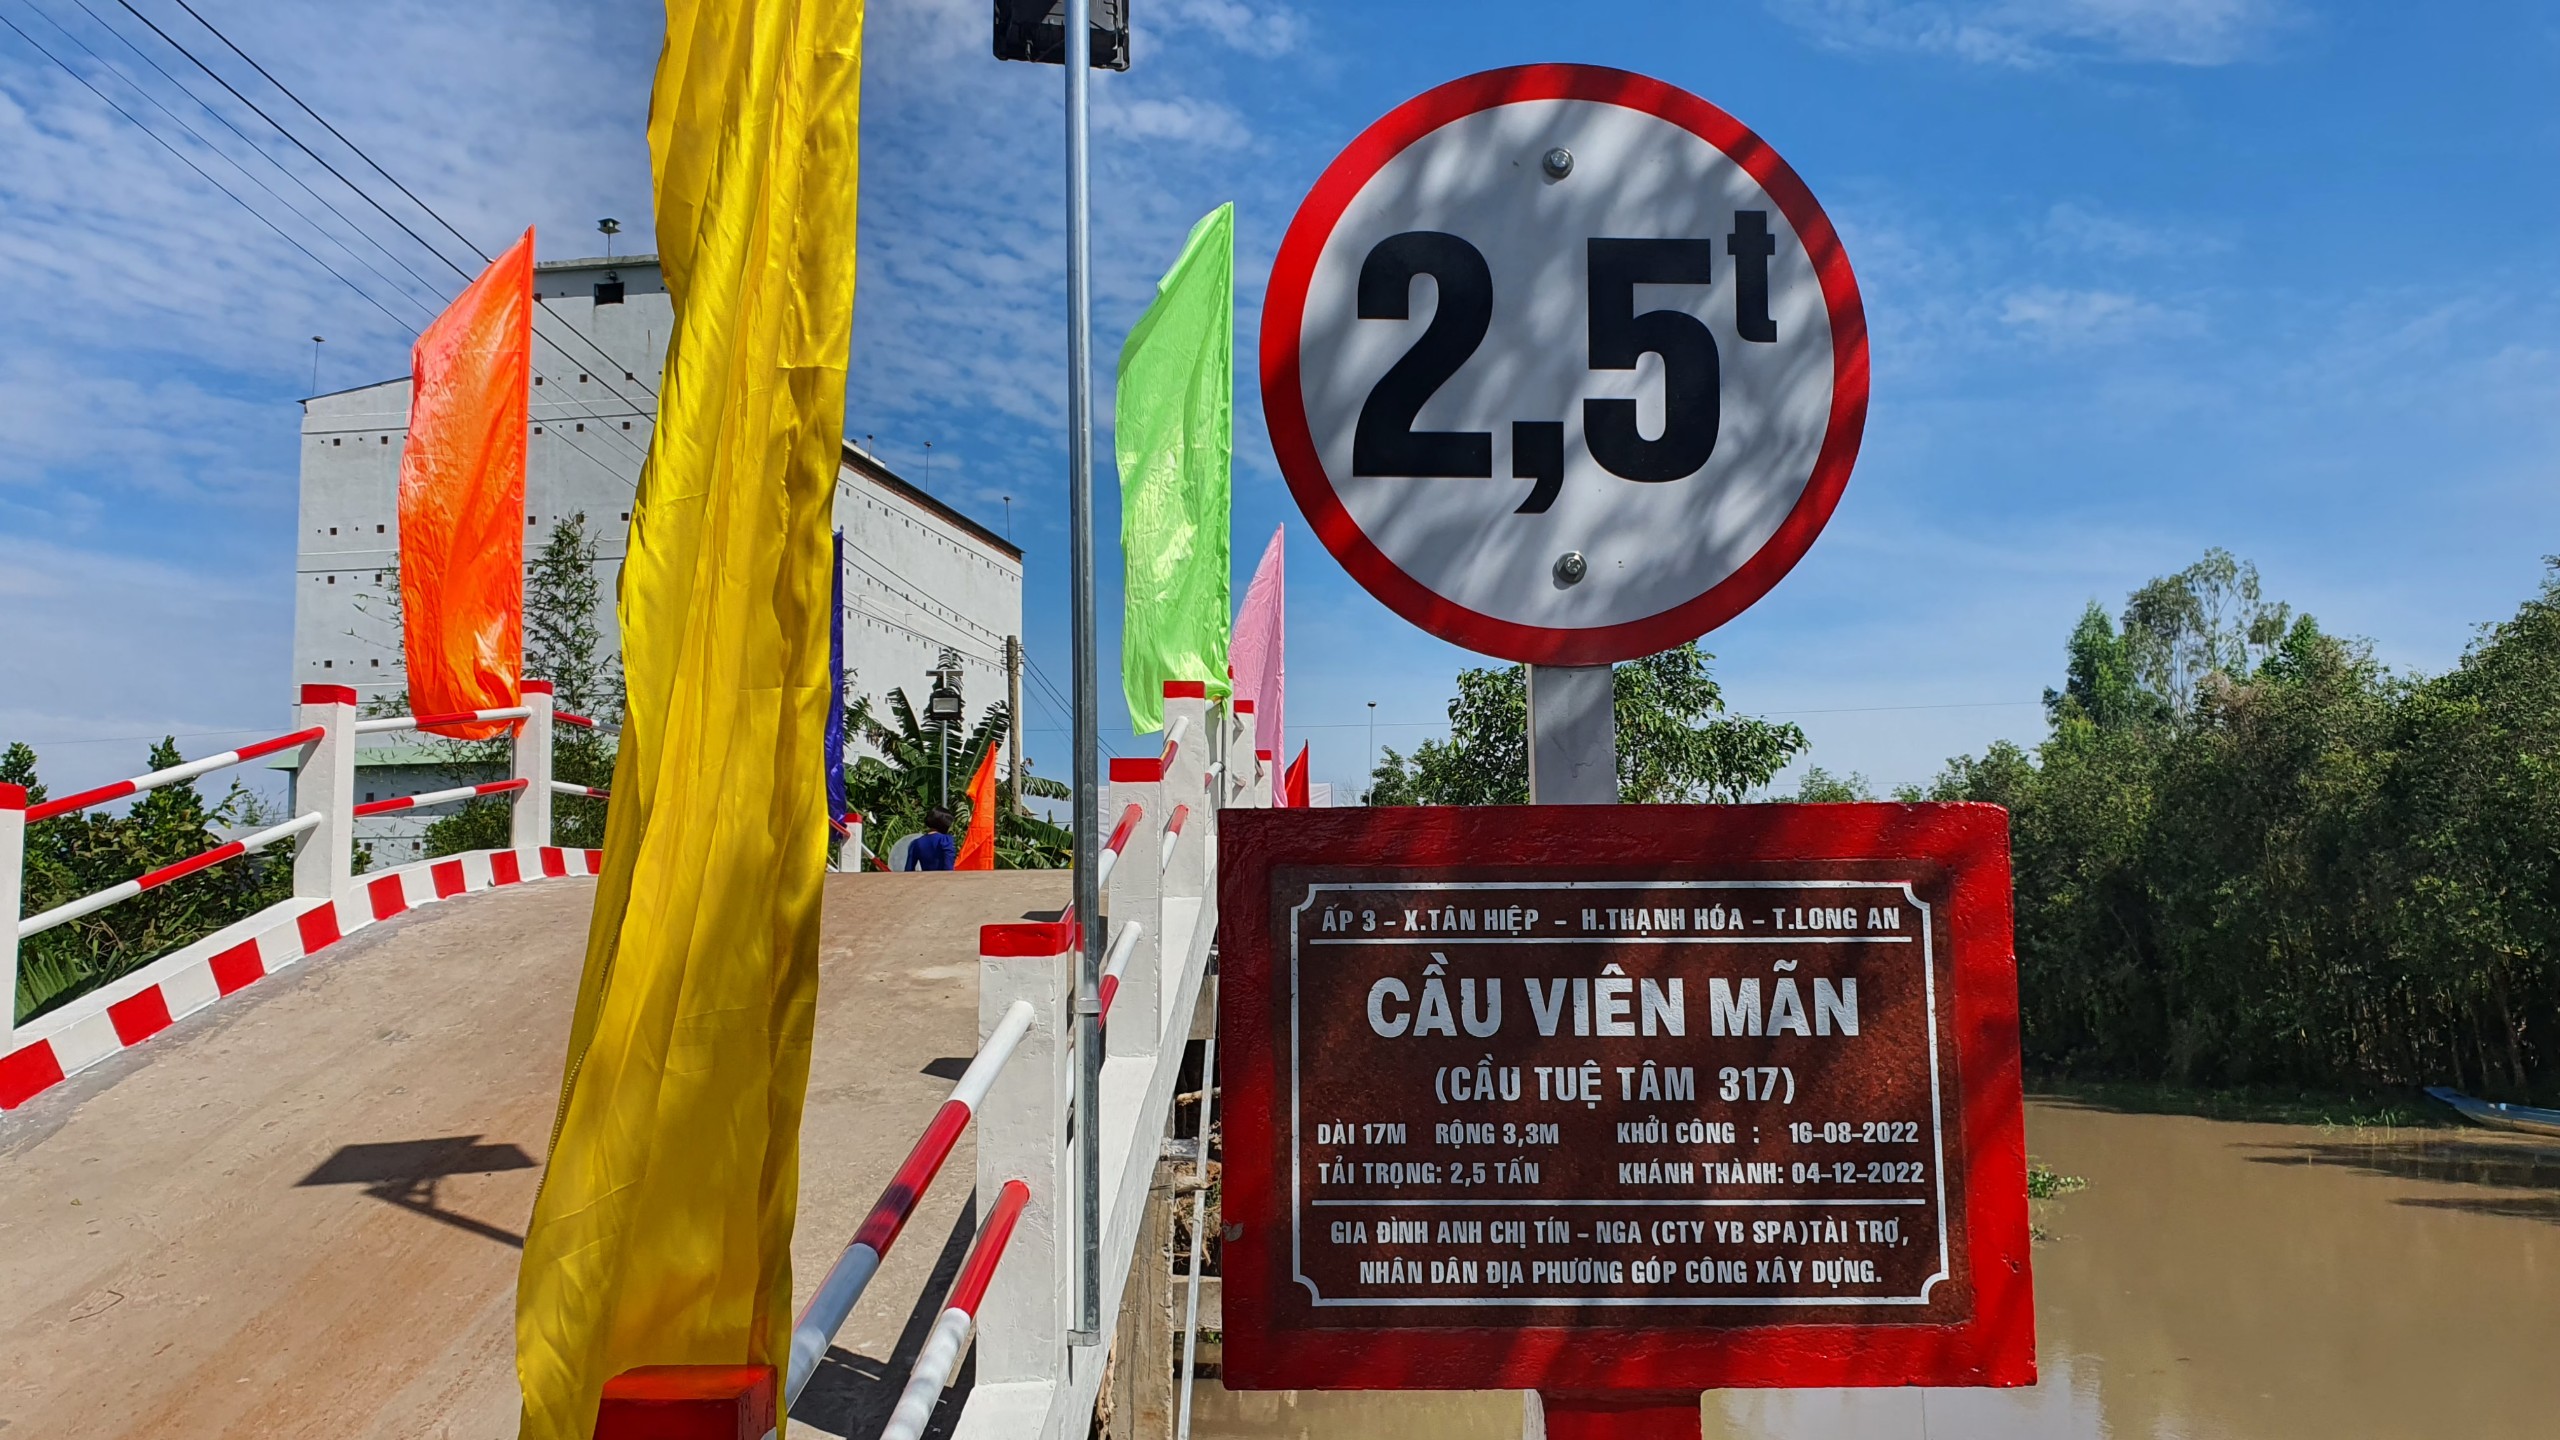 2,5t
ẤP 3 - X.TÂN HIỆP - H.THẠNH HÓA - T.LONG AN
CẦU VIÊN MÃN
(CẦU TUỆ TÂM 317)
DÀI 17M RỘNG 3,3M KHỞI CÔNG : 16-08-2022
TẢI TRỌNG: 2,5 TẤN KHÁNH THÀNH: 04-12-2022
GIA ĐÌNH ANH CHỊ TÍN - NGA (CTY YB SPA)TÀI TRỢ,
NHÂN DÂN ĐỊA PHƯƠNG GÓP CÔNG XÂY DỰNG.